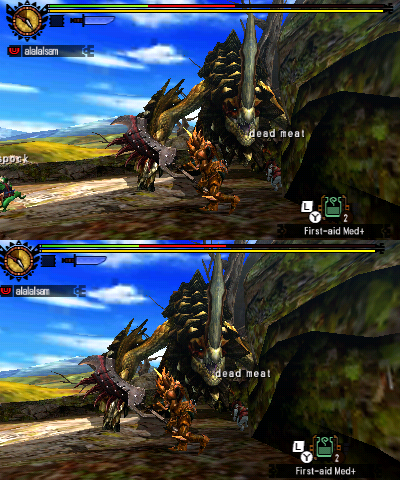 alalalsam
dead meat
spock
L
Y
2
First-aid Med+
alalalsam
dead meat
L
Y
2
First-aid Med+